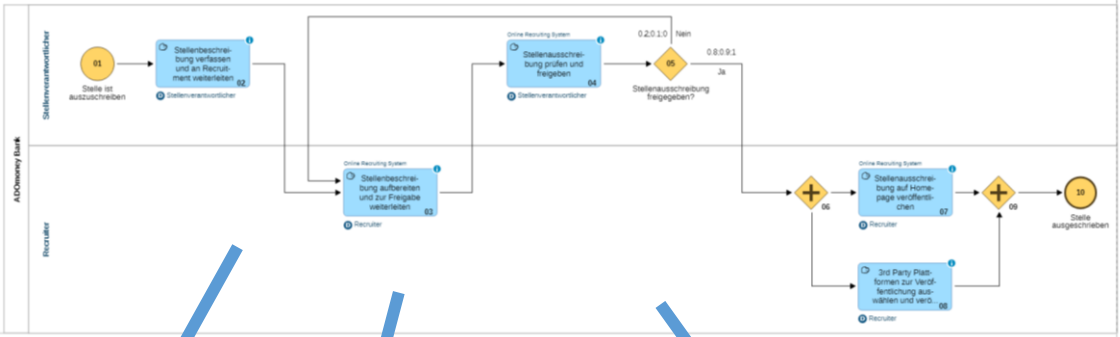 ADOmoney Bank
Stellenverantwortlicher
01
Stelle ist
auszuschreiben
Stellenbeschrei-
bung verfassen
und an Recruit-
ment weiterleiten
02
Stellenverantwortlicher
Online Recruiting System
Stellenausschrei-
bung prüfen und
freigeben
04
Stellenverantwortlicher
0.2;0.1;0
Nein
05
Stellenausschreibung
freigegeben?
0.8;0.9;1
Ja
Recruiter
Online Recruiting System
Stellenbeschrei-
bung aufbereiten
und zur Freigabe
weiterleiten
03
Recruiter
06
Online Recruiting System
Stellenausschrei-
bung auf Home-
page veröffentli-
chen
07
Recruiter
09
10
Stelle
ausgeschrieben
3rd Party Platt-
formen zur Veröf-
fentlichung aus-
wählen und verö...
08
Recruiter